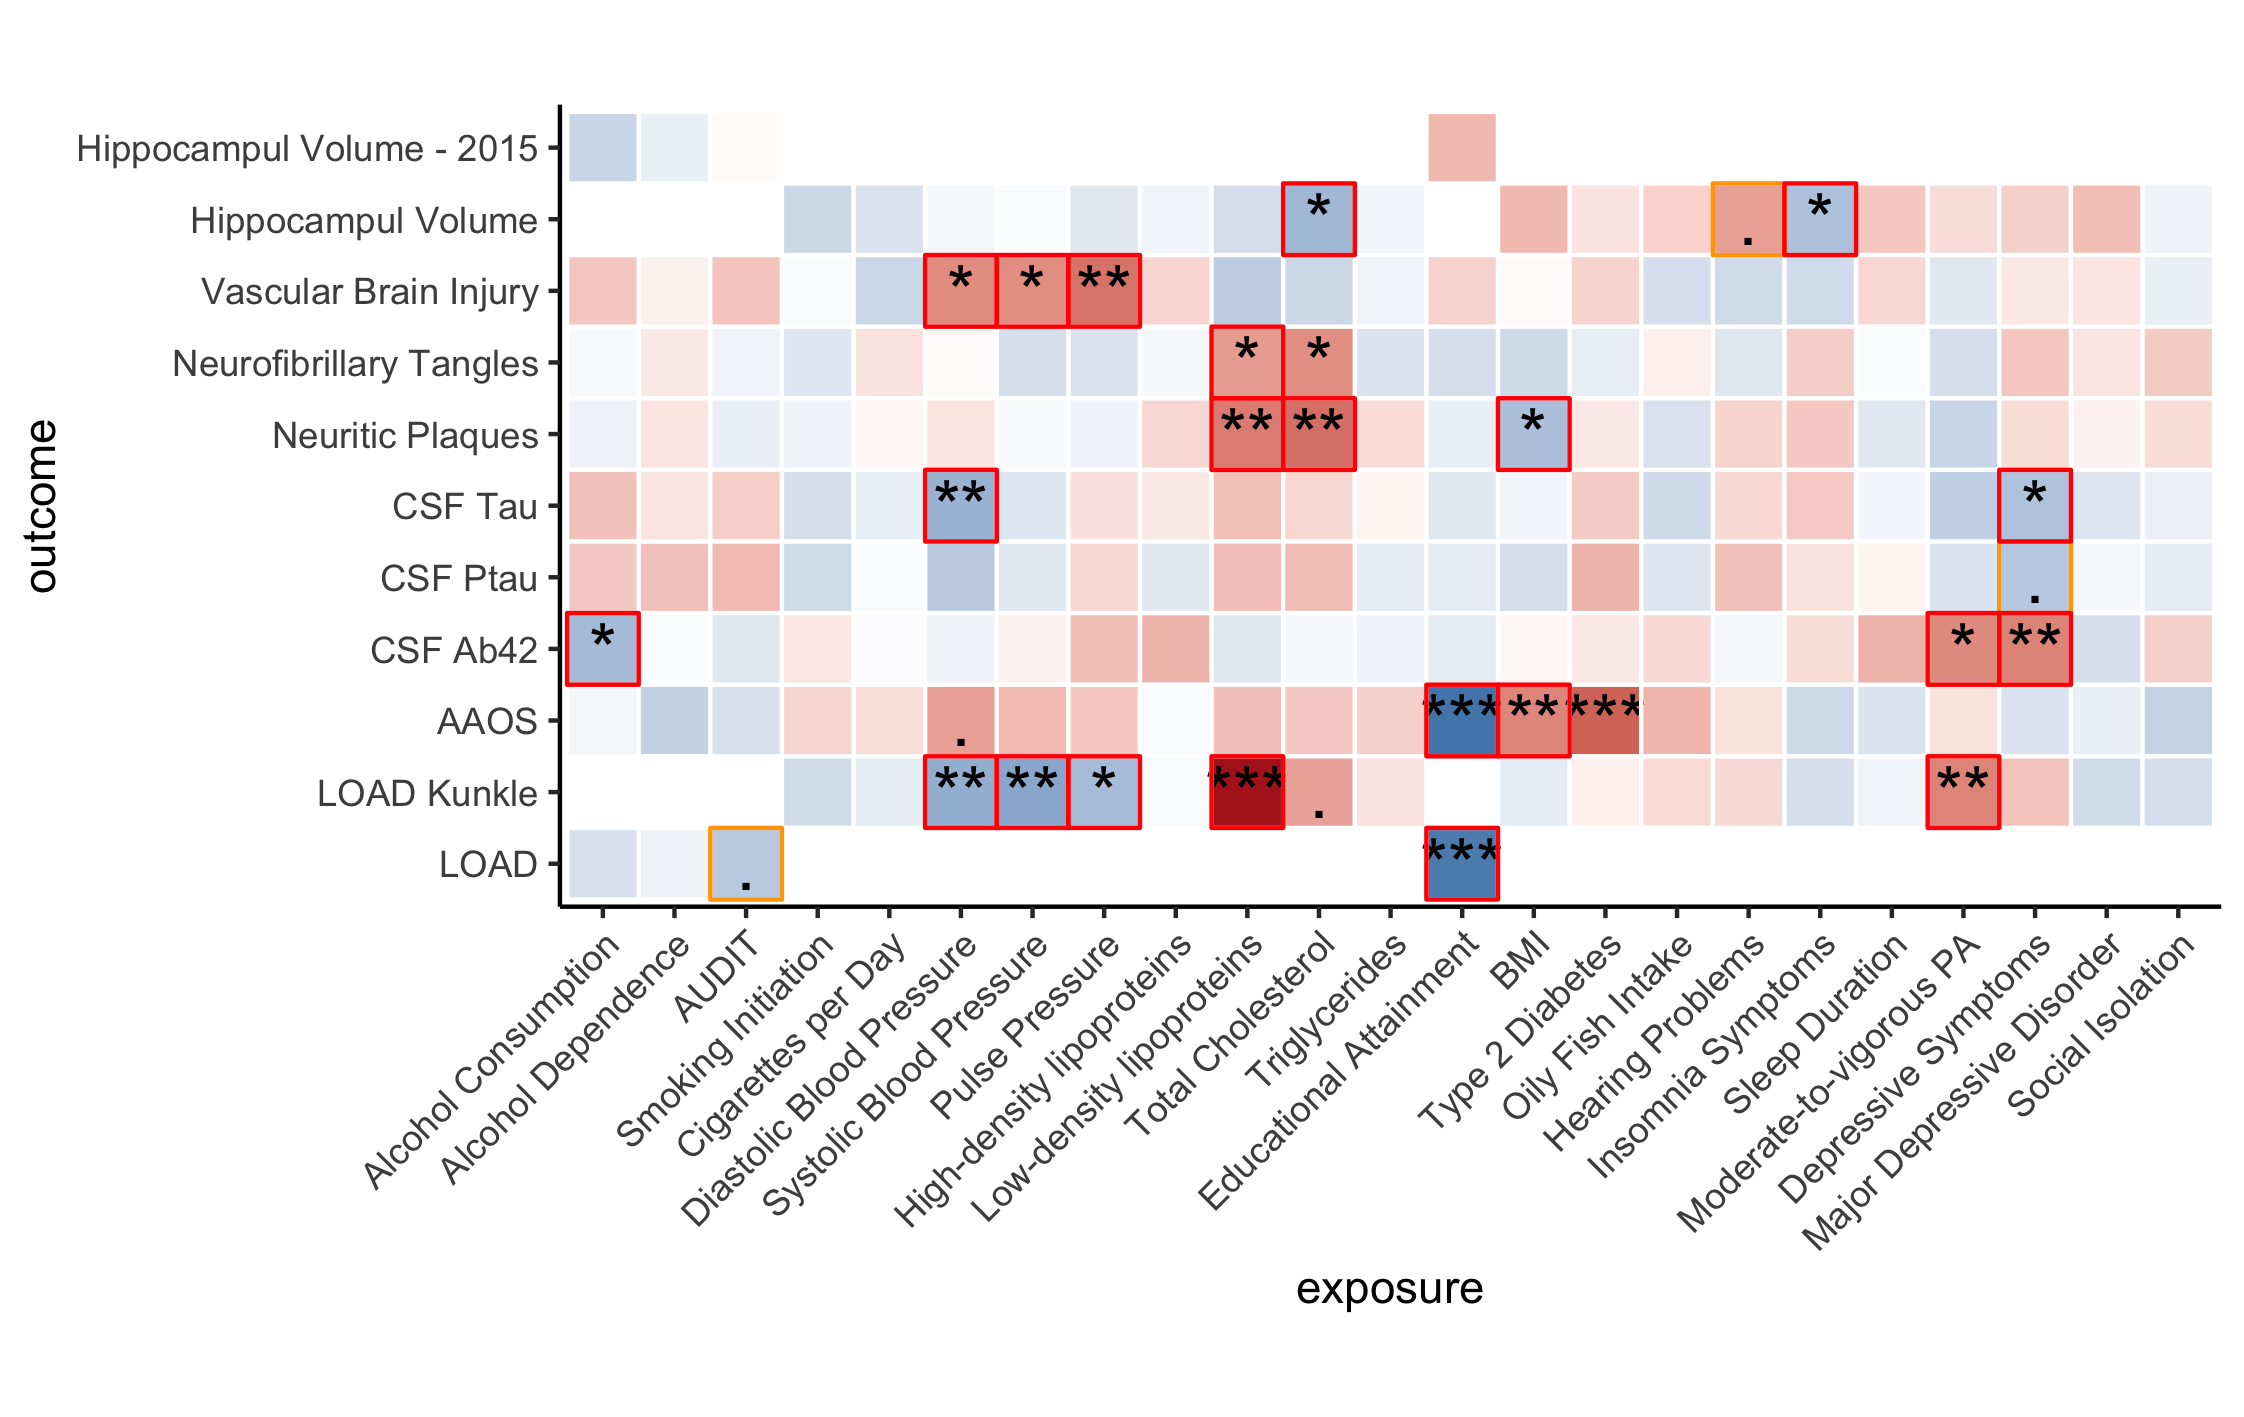 Hippocampul Volume - 2015
Hippocampul Volume
* . *
Vascular Brain Injury
* * **
Neurofibrillary Tangles
* *
Neuritic Plaques
** ** *
CSF Tau
** *
CSF Ptau
.
CSF Ab42
* * **
AAOS
. *** ** ***
LOAD Kunkle
** ** * *** . **
LOAD
. ***
outcome
Alcohol Consumption
Alcohol Dependence
AUDIT
Smoking Initiation
Cigarettes per Day
Diastolic Blood Pressure
Systolic Blood Pressure
Pulse Pressure
High-density lipoproteins
Low-density lipoproteins
Total Cholesterol
Triglycerides
Educational Attainment
BMI
Type 2 Diabetes
Oily Fish Intake
Hearing Problems
Insomnia Symptoms
Sleep Duration
Moderate-to-vigorous PA
Depressive Symptoms
Major Depressive Disorder
Social Isolation
exposure